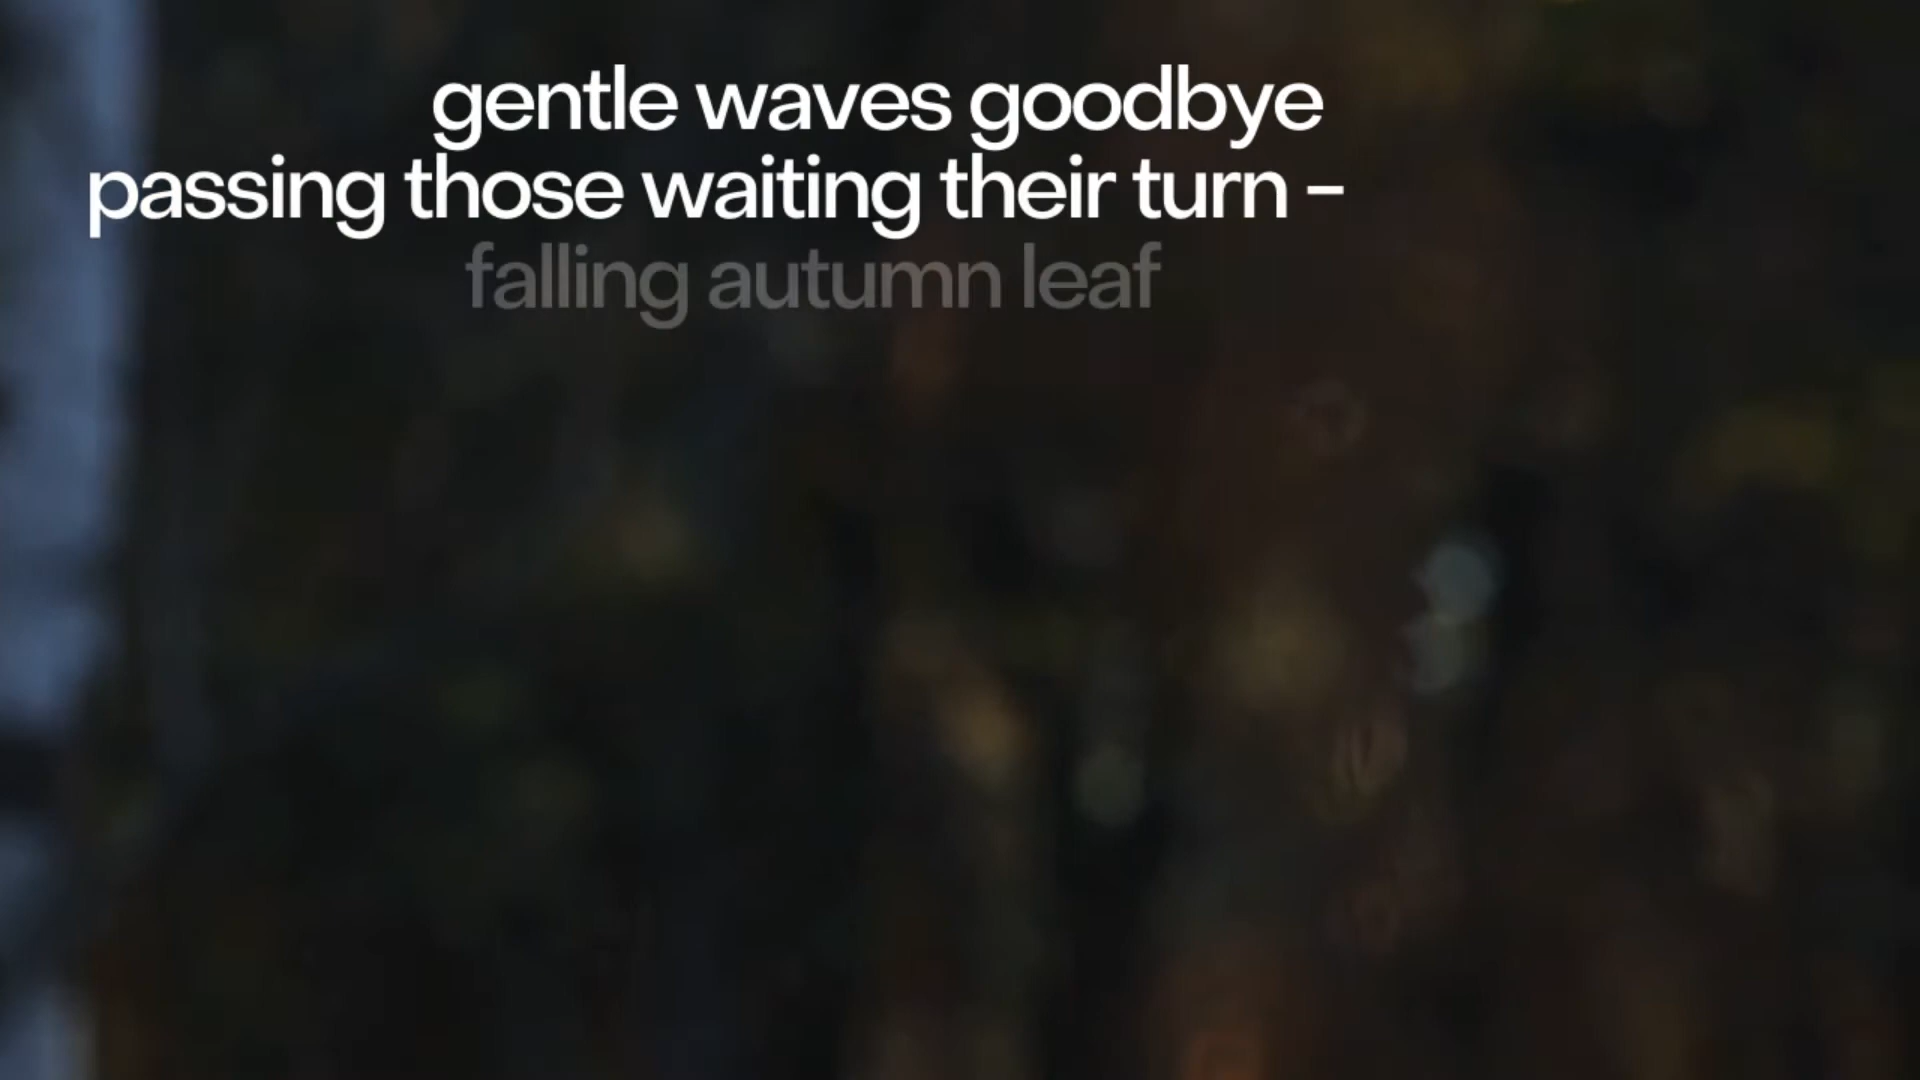 gentle waves goodbye
passing those waiting their turn –
falling autumn leaf